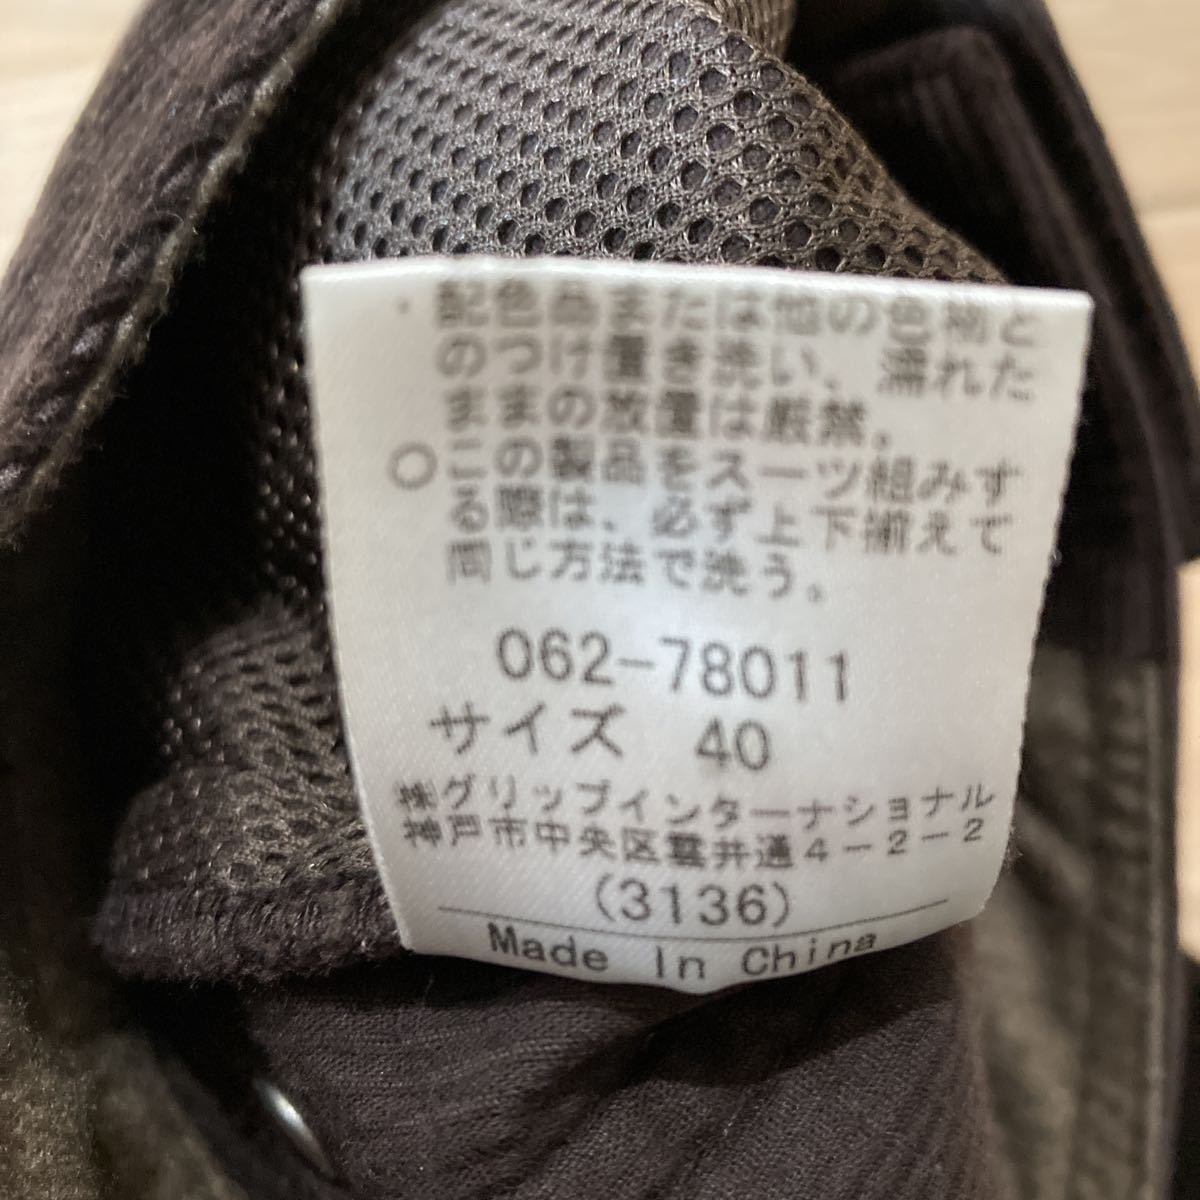 ・配色品または他の色物と
のつけ置き洗い、濡れた
ままの放置は厳禁。
○この製品をスーツ組みす
る際は、必ず上下揃えて
同じ方法で洗う。
062-78011
サイズ 40
㈱グリップインターナショナル
神戸市中央区雲井通4-2-2
(3136)
Made In China